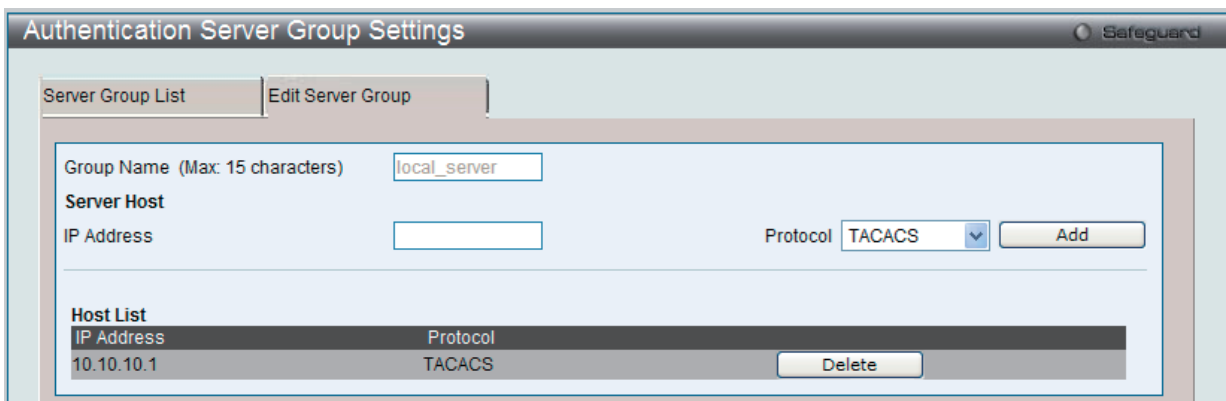 Authentication Server Group Settings
Safeguard
Server Group List
Edit Server Group
Group Name (Max: 15 characters)
local_server
Server Host
IP Address
Protocol
TACACS
Add
Host List
IP Address
Protocol
10.10.10.1
TACACS
Delete